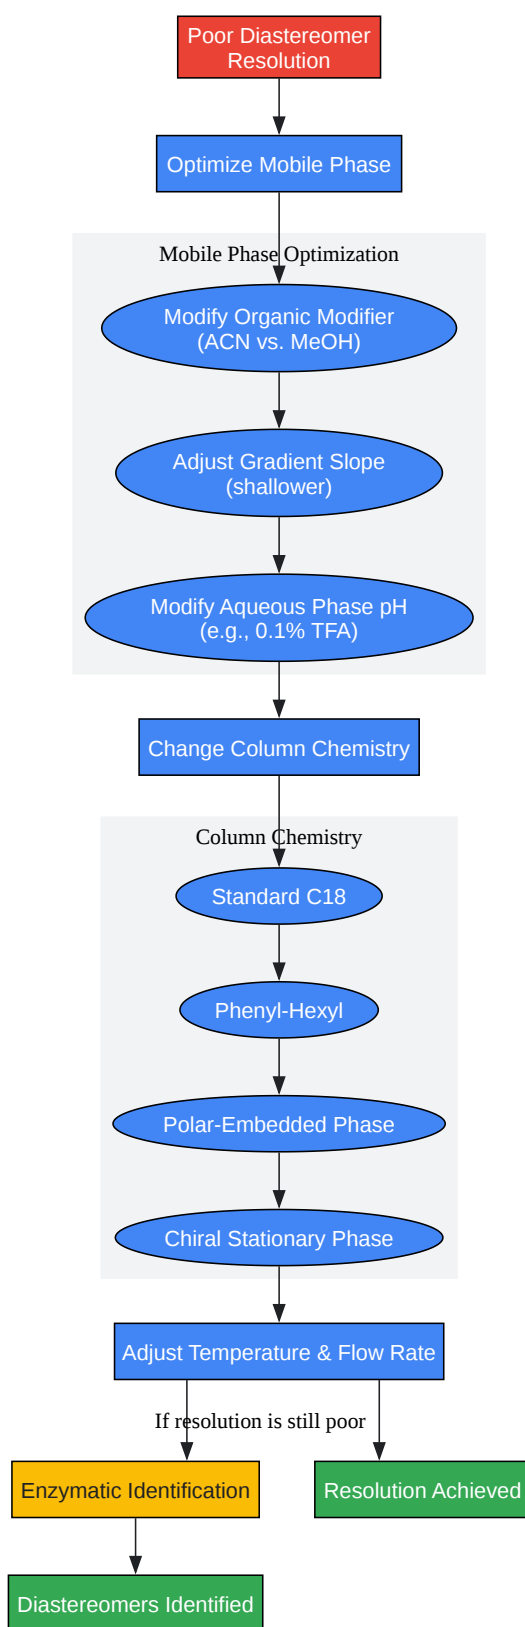 Poor Diastereomer
Resolution
Optimize Mobile Phase
Mobile Phase Optimization
Modify Organic Modifier
(ACN vs. MeOH)
Adjust Gradient Slope
(shallower)
Modify Aqueous Phase pH
(e.g., 0.1% TFA)
Change Column Chemistry
Column Chemistry
Standard C18
Phenyl-Hexyl
Polar-Embedded Phase
Chiral Stationary Phase
Adjust Temperature & Flow Rate
If resolution is still poor
Enzymatic Identification
Resolution Achieved
Diastereomers Identified